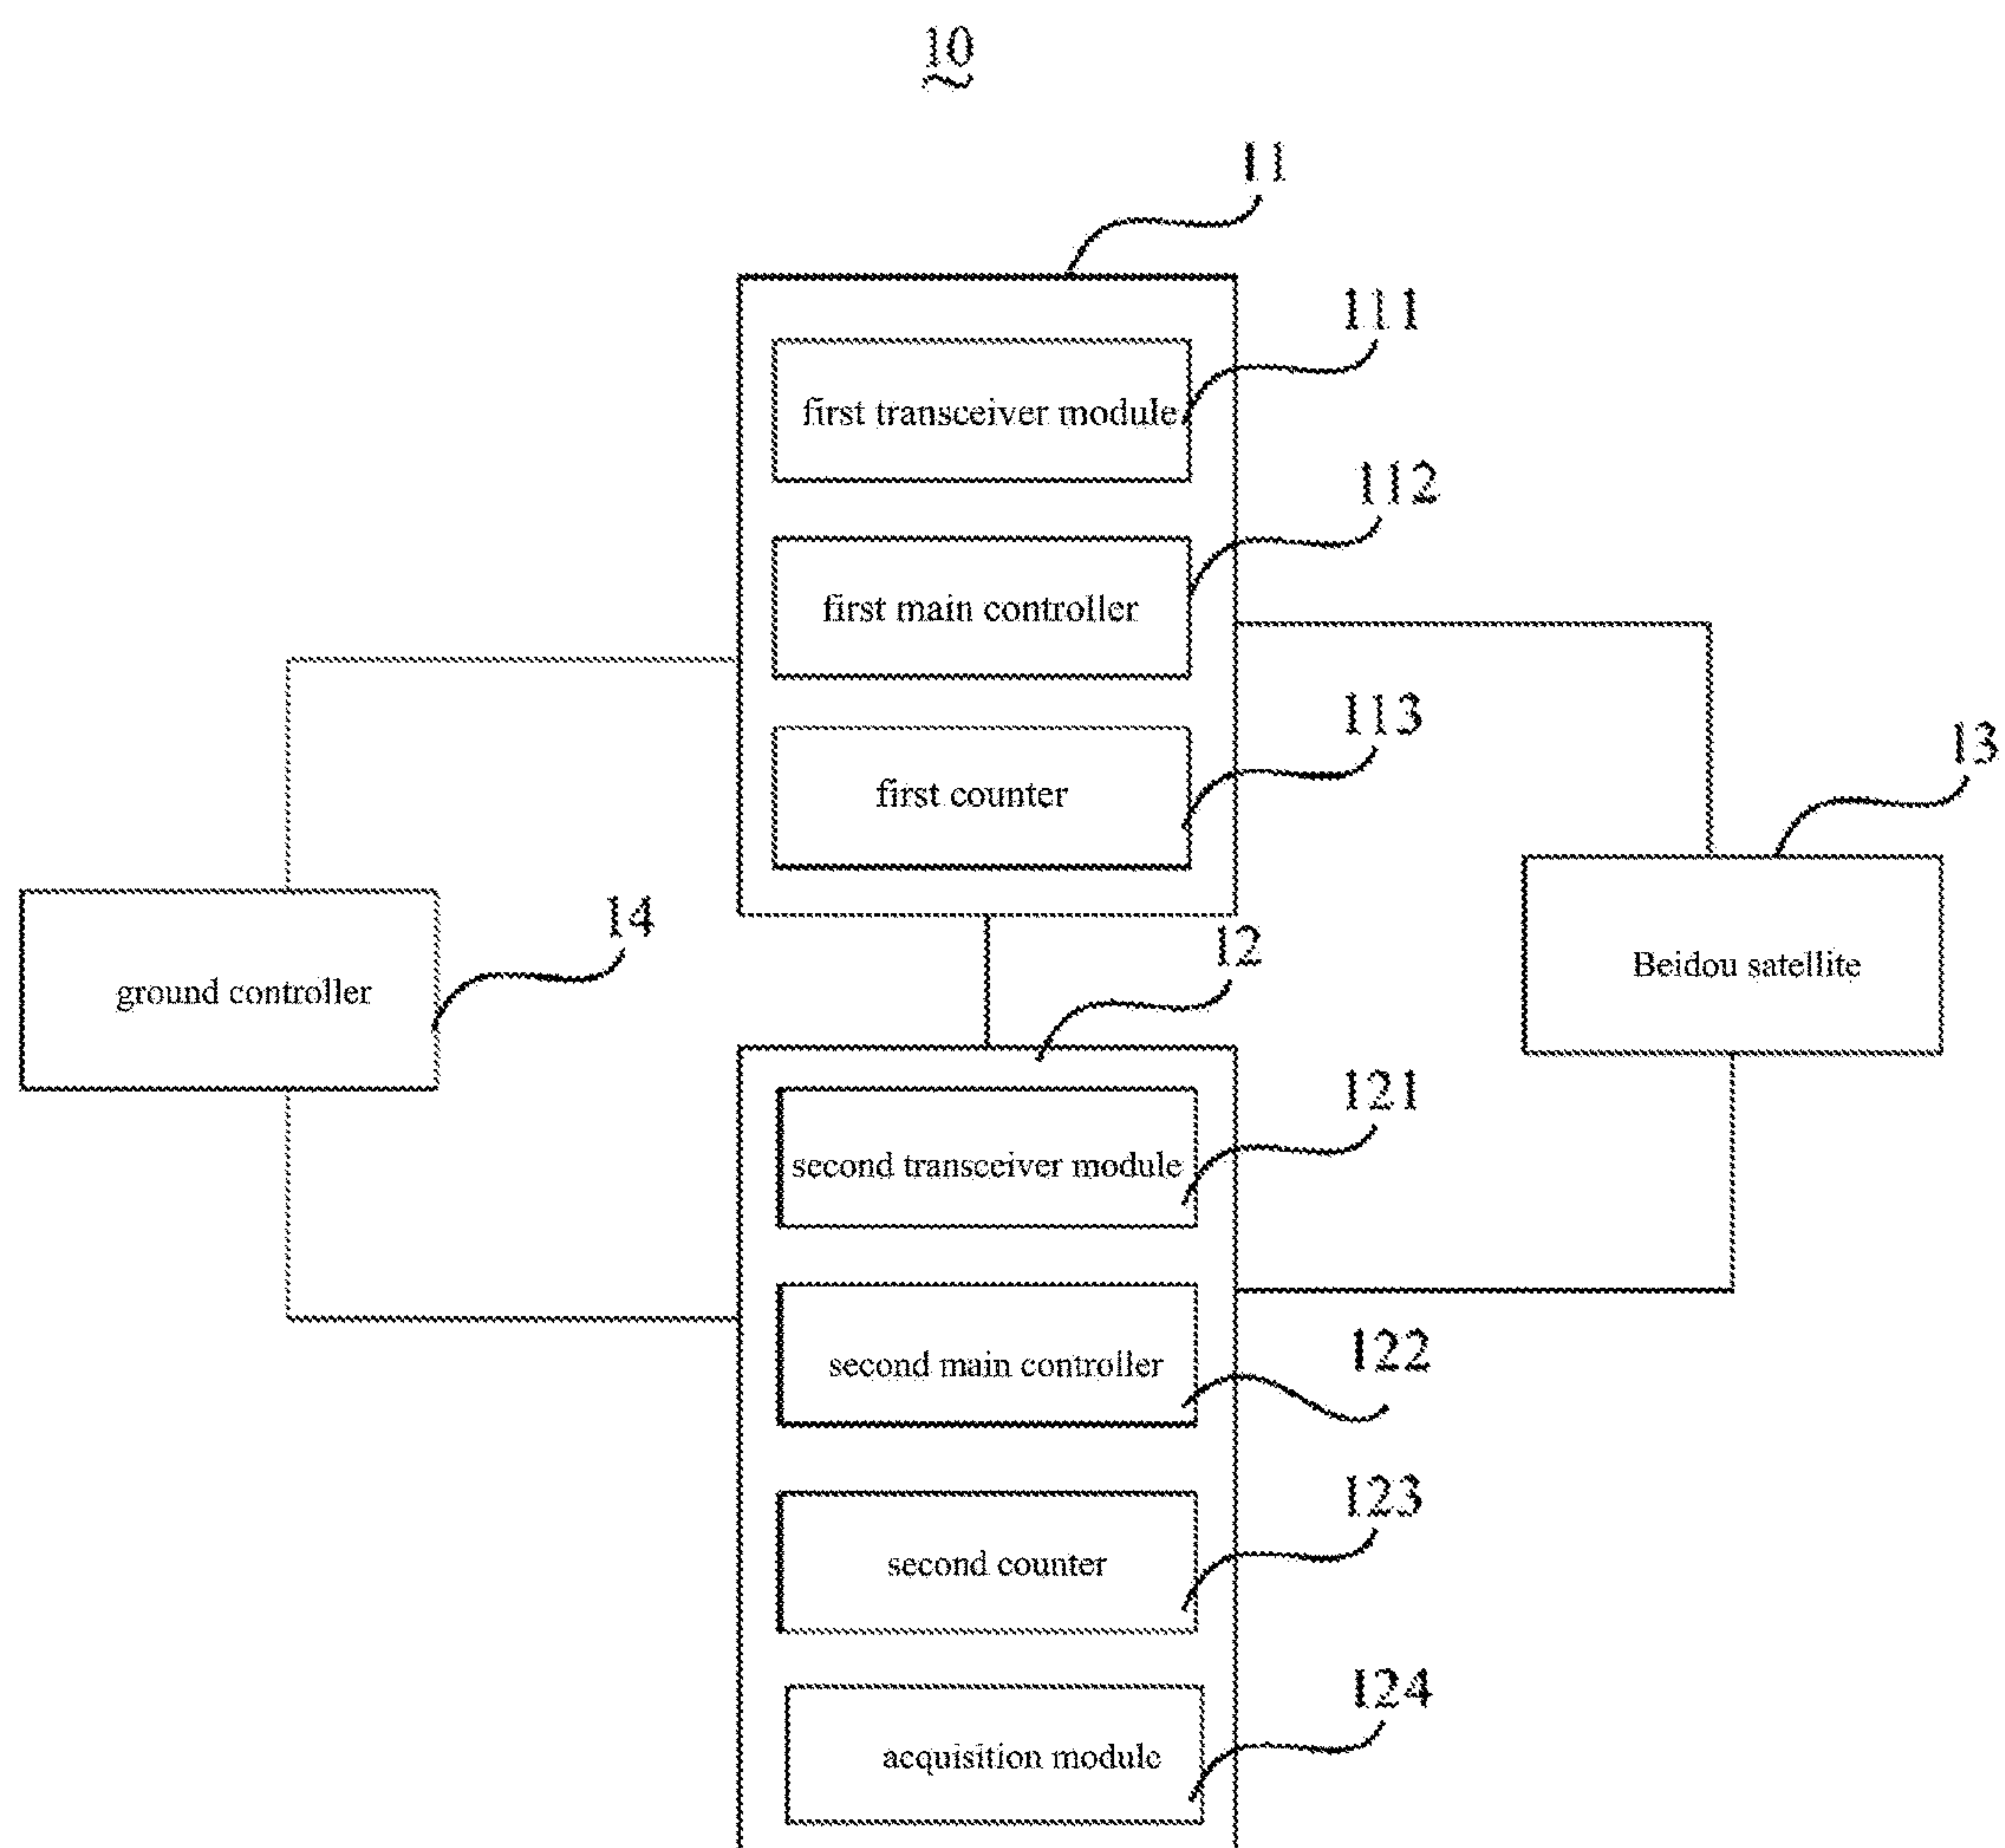 10
11
111
first transceiver module
112
first main controller
113
first counter
13
14
12
Beidou satellite
ground controller
121
second transceiver module
122
second main controller
123
second counter
124
acquisition module